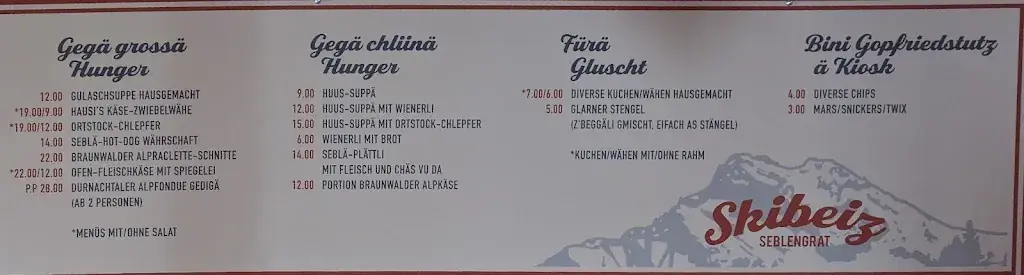 Gegä grossä
Hunger
12.00 GULASCHSUPPE HAUSGEMACHT
*19.00/9.00 HAUSI'S KÄSE-ZWIEBELWÄHE
*19.00/12.00 ORTSTOCK-CHLEPFER
14.00 SEBLÄ-HOT-DOG WÄHRSCHAFT
22.00 BRAUNWALDER ALPRACLETTE-SCHNITTE
*22.00/12.00 OFEN-FLEISCHKÄSE MIT SPIEGELEI
P.P 28.00 DURNACHTALER ALPFONDUE GEDIGÄ
(AB 2 PERSONEN)
*MENÜS MIT/OHNE SALAT
Gegä chliinä
Hunger
9.00 HUUS-SUPPÄ
12.00 HUUS-SUPPÄ MIT WIENERLI
15.00 HUUS-SUPPÄ MIT ORTSTOCK-CHLEPFER
6.00 WIENERLI MIT BROT
14.00 SEBLÄ-PLÄTTLI
MIT FLEISCH UND CHÄS VU DA
12.00 PORTION BRAUNWALDER ALPKÄSE
Fürä
Gluscht
*7.00/6.00 DIVERSE KUCHEN/WÄHEN HAUSGEMACHT
5.00 GLARNER STENGEL
(Z'BEGGÄLI GMISCHT, EIFACH AS STÄNGEL)
*KUCHEN/WÄHEN MIT/OHNE RAHM
Bini Gopfriedstutz
ä Kiosk
4.00 DIVERSE CHIPS
3.00 MARS/SNICKERS/TWIX
Skibeiz
SEBLENGRAT